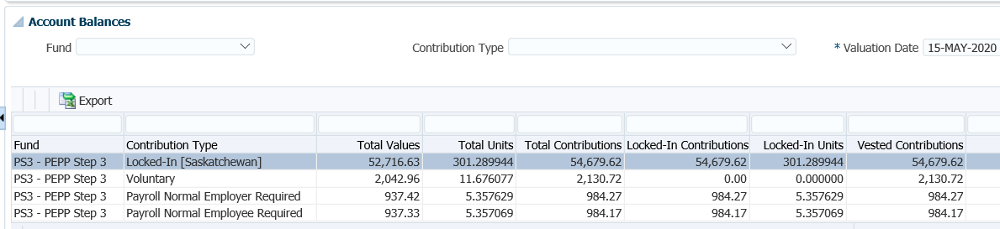 Account Balances
Fund Contribution Type * Valuation Date 15-MAY-2020
Export
Fund Contribution Type Total Values Total Units Total Contributions Locked-In Contributions Locked-In Units Vested Contributions
PS3 - PEPP Step 3 Locked-In [Saskatchewan] 52,716.63 301.289944 54,679.62 54,679.62 301.289944 54,679.62
PS3 - PEPP Step 3 Voluntary 2,042.96 11.676077 2,130.72 0.00 0.000000 2,130.72
PS3 - PEPP Step 3 Payroll Normal Employer Required 937.42 5.357629 984.27 984.27 5.357629 984.27
PS3 - PEPP Step 3 Payroll Normal Employee Required 937.33 5.357069 984.17 984.17 5.357069 984.17